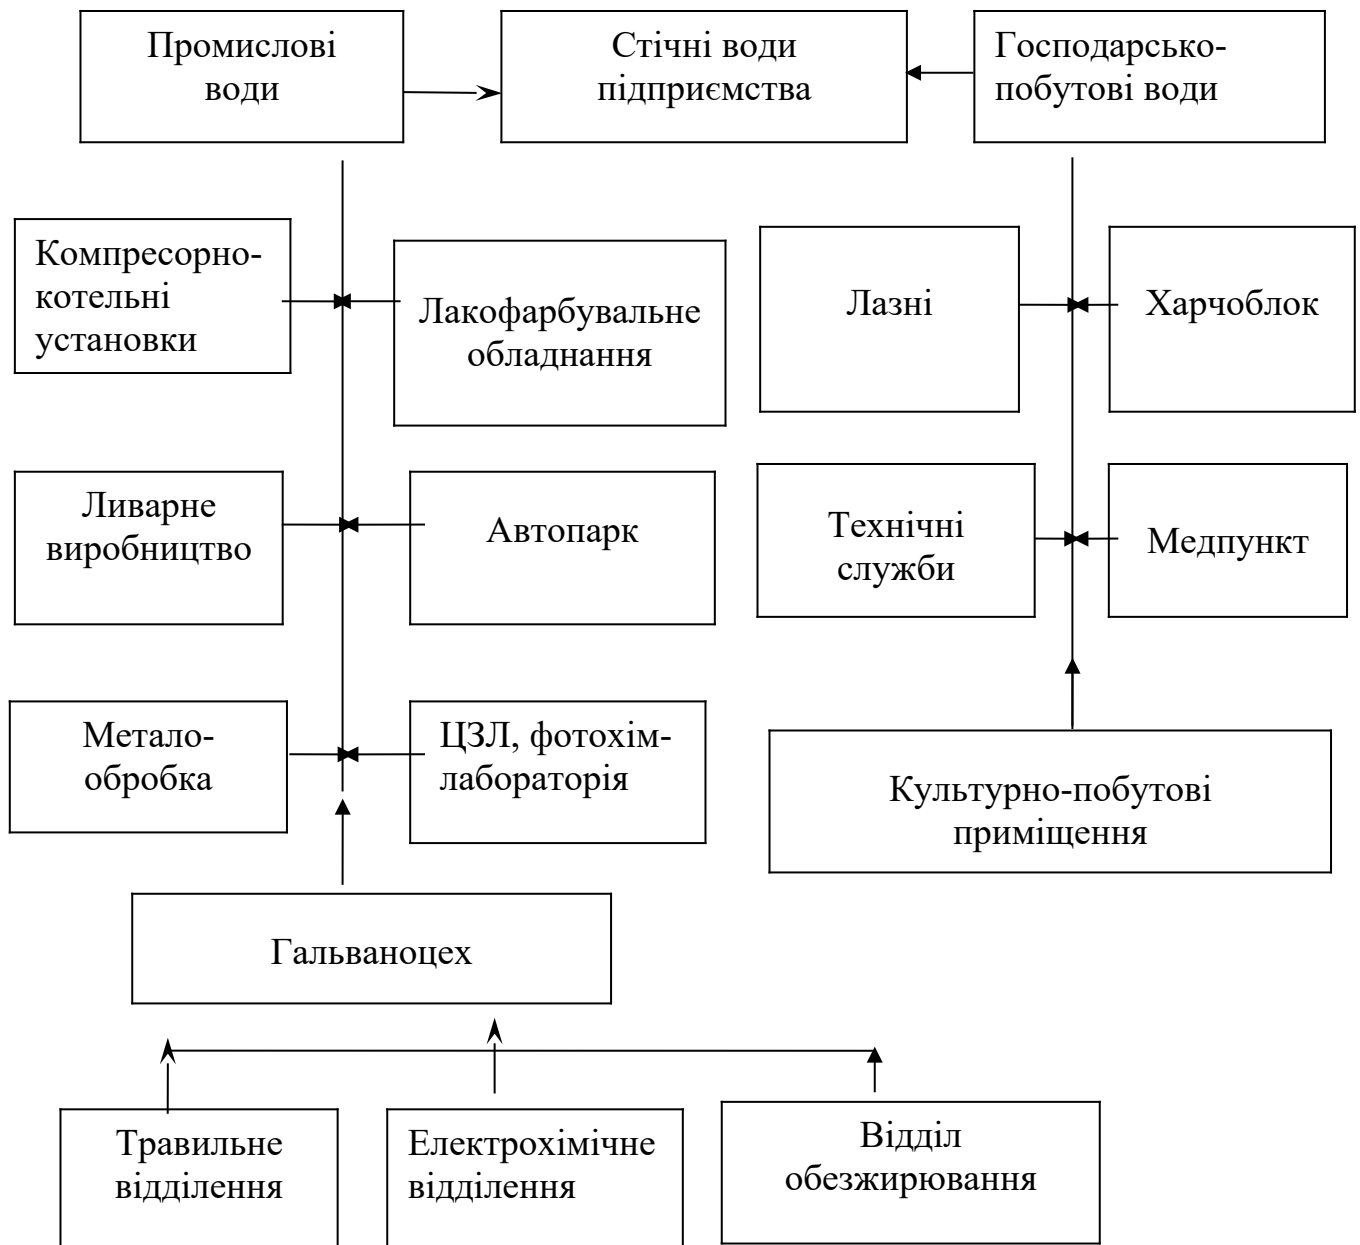 Промислові
води
Стічні води
підприємства
Господарсько-
побутові води
Компресорно-
котельні
установки
Лакофарбувальне
обладнання
Лазні
Харчоблок
Ливарне
виробництво
Автопарк
Технічні
служби
Медпункт
Метало-
обробка
ЦЗЛ, фотохім-
лабораторія
Культурно-побутові
приміщення
Гальваноцех
Травильне
відділення
Електрохімічне
відділення
Відділ
обезжирювання